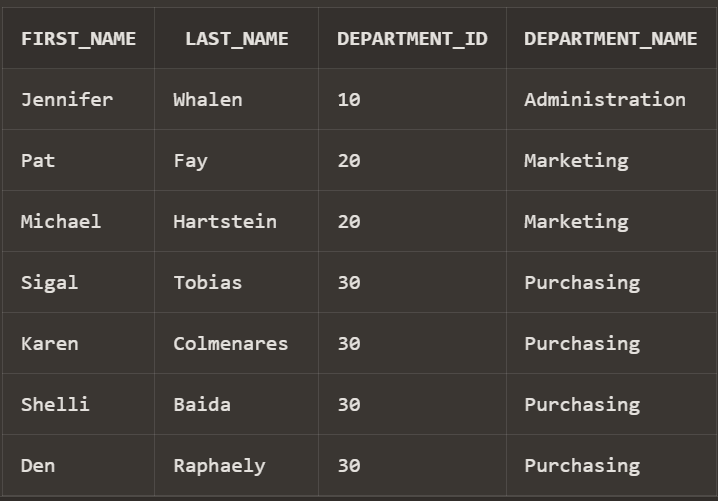 FIRST_NAME LAST_NAME DEPARTMENT_ID DEPARTMENT_NAME
Jennifer Whalen 10 Administration
Pat Fay 20 Marketing
Michael Hartstein 20 Marketing
Sigal Tobias 30 Purchasing
Karen Colmenares 30 Purchasing
Shelli Baida 30 Purchasing
Den Raphaely 30 Purchasing